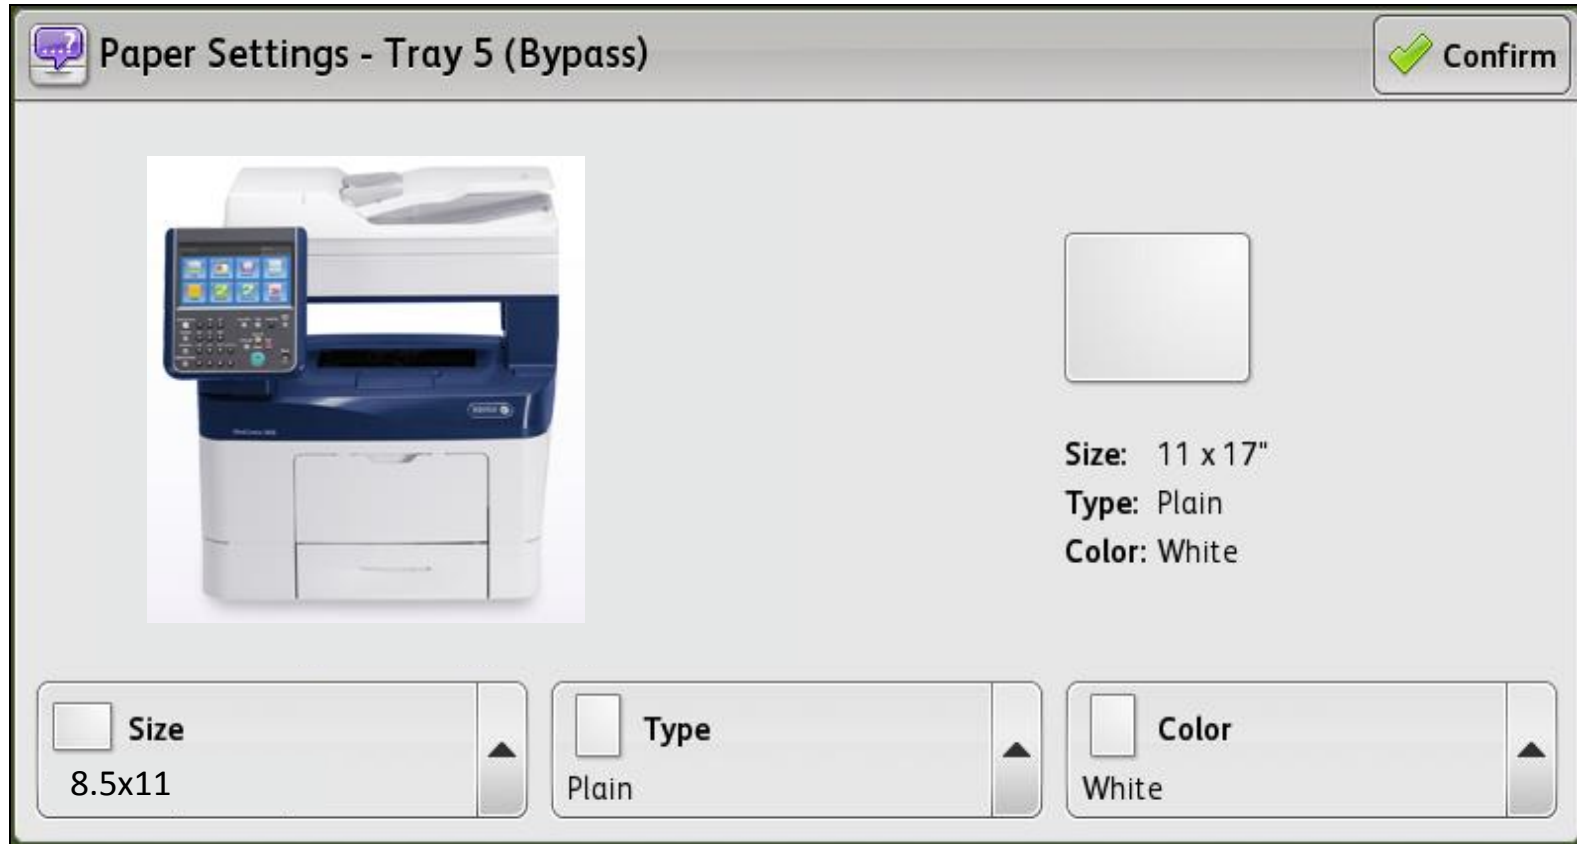 Paper Settings - Tray 5 (Bypass)
Confirm
xerox
Size: 11 x 17"
Type: Plain
Color: White
Size
8.5x11
Type
Plain
Color
White